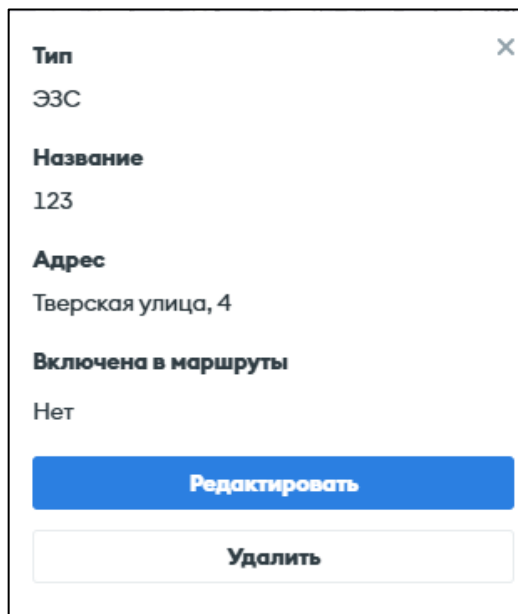 Тип
ЭЗС
Название
123
Адрес
Тверская улица, 4
Включена в маршруты
Нет
Редактировать
Удалить